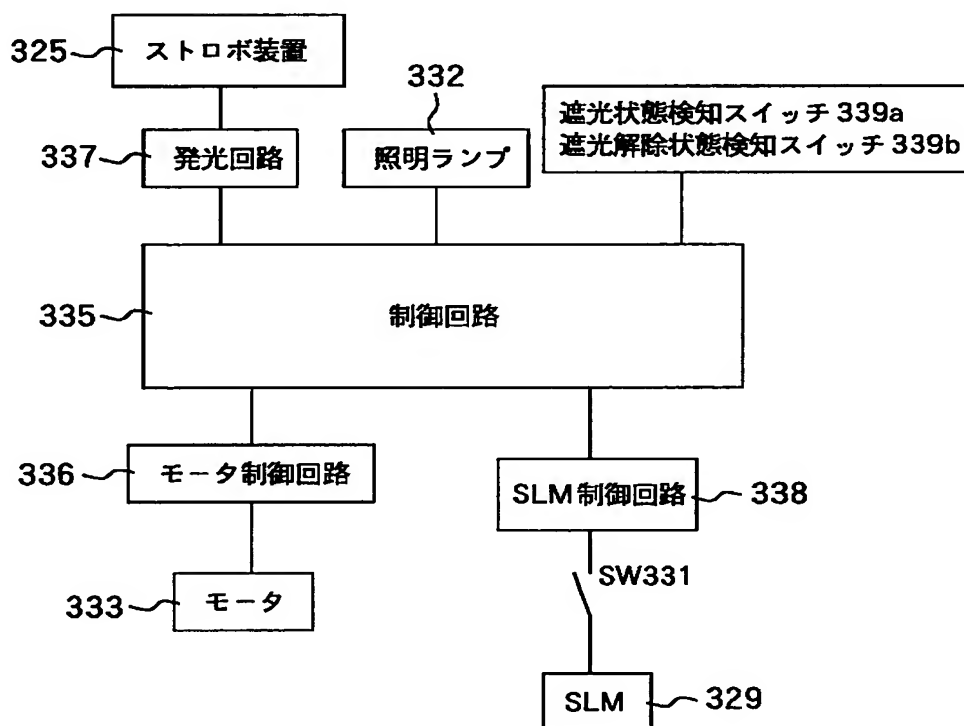 325
ストロボ装置
332
337
発光回路
照明ランプ
遮光状態検知スイッチ 339a
遮光解除状態検知スイッチ 339b
335
制御回路
336
モータ制御回路
SLM制御回路
338
SW331
333
モータ
SLM
329